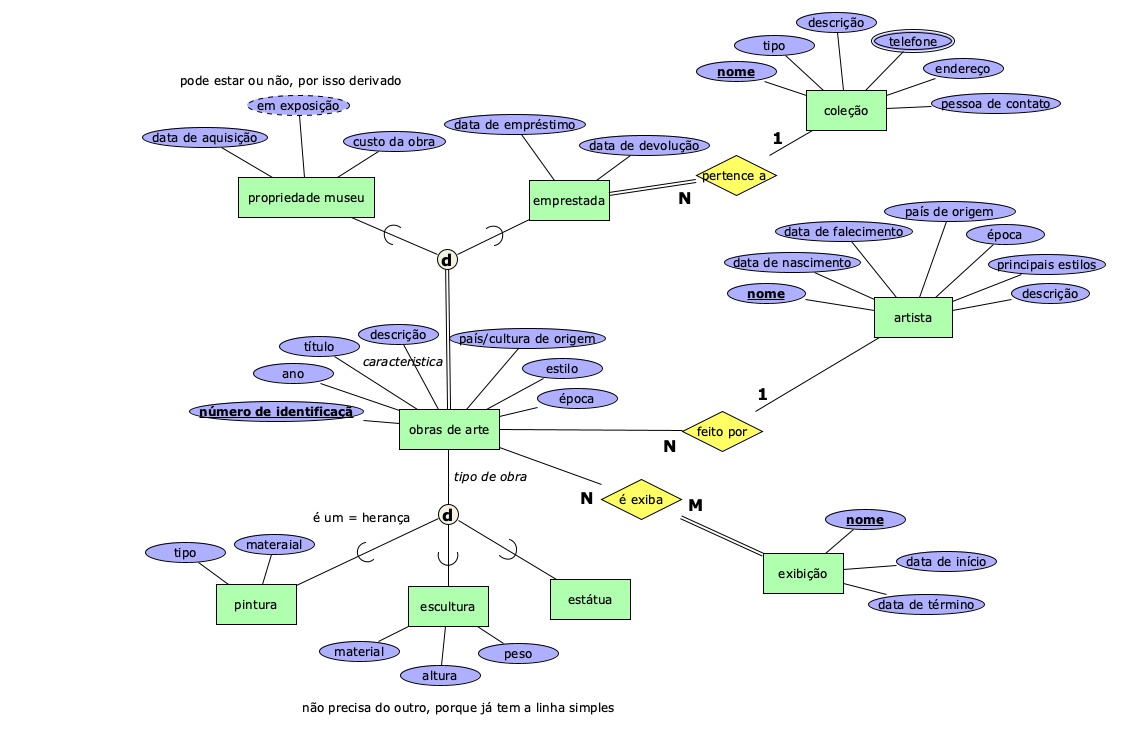 descrição
tipo
telefone
nome
endereço
pessoa de contato
coleção
pode estar ou não, por isso derivado
em exposição
data de aquisição
custo da obra
propriedade museu
data de empréstimo
data de devolução
emprestada
1
pertence a
N
d
país de origem
data de falecimento
época
data de nascimento
principais estilos
nome
descrição
artista
título
descrição
país/cultura de origem
caracteristica
ano
estilo
época
número de identificaçã
obras de arte
1
feito por
N
tipo de obra
N
é exiba
M
d
é um = herança
nome
data de início
exibição
data de término
tipo
materaial
pintura
escultura
estátua
material
altura
peso
não precisa do outro, porque já tem a linha simples